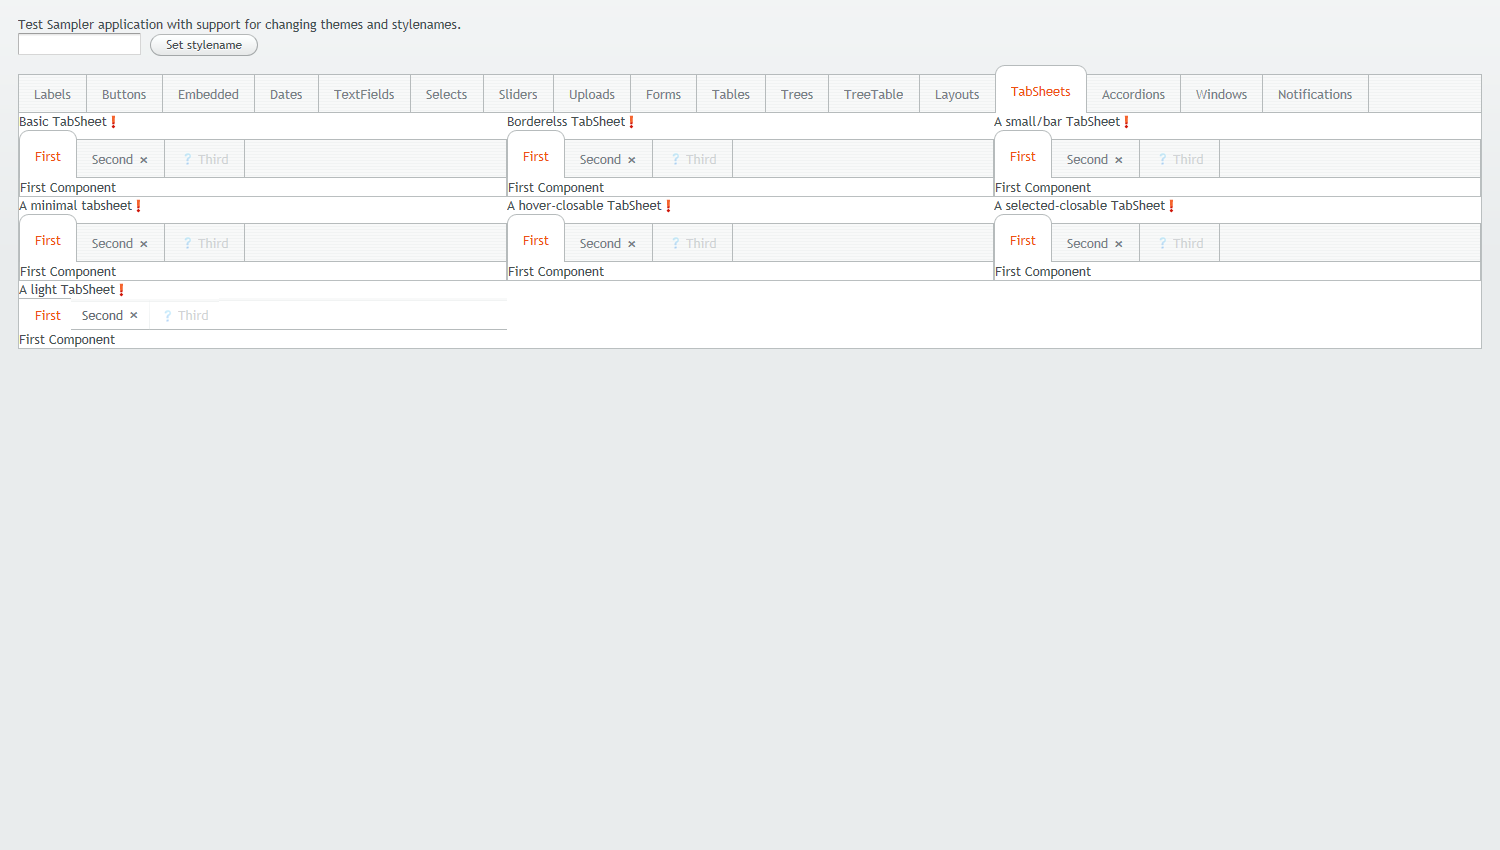 Test Sampler application with support for changing themes and stylenames.
Set stylename
Labels Buttons Embedded Dates TextFields Selects Sliders Uploads Forms Tables Trees TreeTable Layouts TabSheets Accordions Windows Notifications
Basic TabSheet ! Borderelss TabSheet ! A small/bar TabSheet !
First Second × ? Third First Second × ? Third First Second × ? Third
First Component First Component First Component
A minimal tabsheet ! A hover-closable TabSheet ! A selected-closable TabSheet !
First Second × ? Third First Second × ? Third First Second × ? Third
First Component First Component First Component
A light TabSheet !
First Second × ? Third
First Component